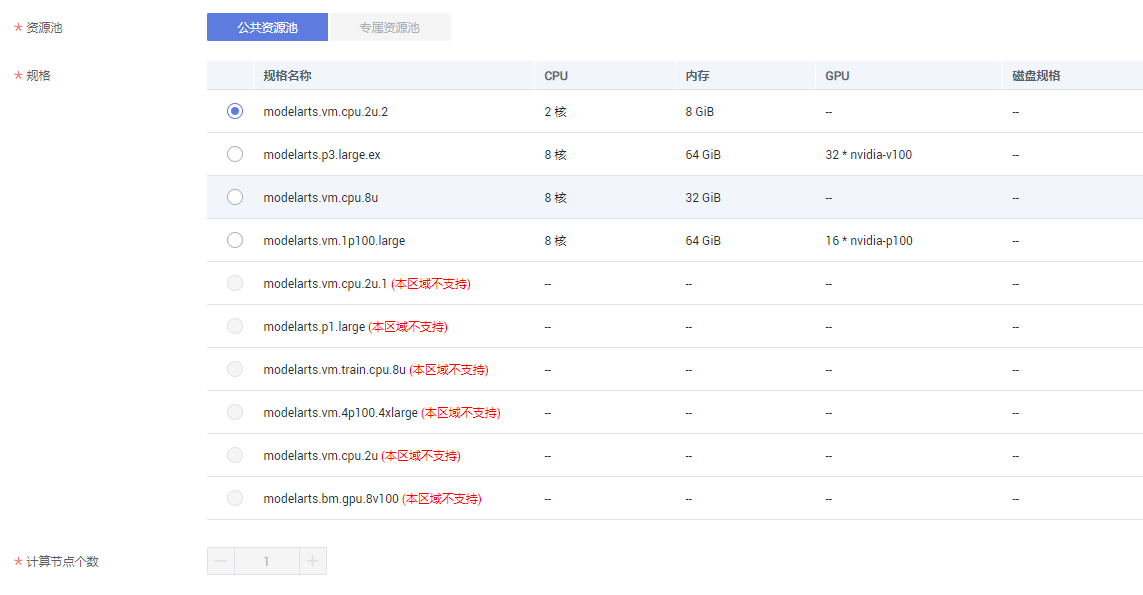 * 资源池 公共资源池 专属资源池
* 规格 规格名称 CPU 内存 GPU 磁盘规格
modelarts.vm.cpu.2u.2 2 核 8 GiB -- --
modelarts.p3.large.ex 8 核 64 GiB 32 * nvidia-v100 --
modelarts.vm.cpu.8u 8 核 32 GiB -- --
modelarts.vm.1p100.large 8 核 64 GiB 16 * nvidia-p100 --
modelarts.vm.cpu.2u.1 (本区域不支持) -- -- -- --
modelarts.p1.large (本区域不支持) -- -- -- --
modelarts.vm.train.cpu.8u (本区域不支持) -- -- -- --
modelarts.vm.4p100.4xlarge (本区域不支持) -- -- -- --
modelarts.vm.cpu.2u (本区域不支持) -- -- -- --
modelarts.bm.gpu.8v100 (本区域不支持) -- -- -- --
* 计算节点个数 − 1 +